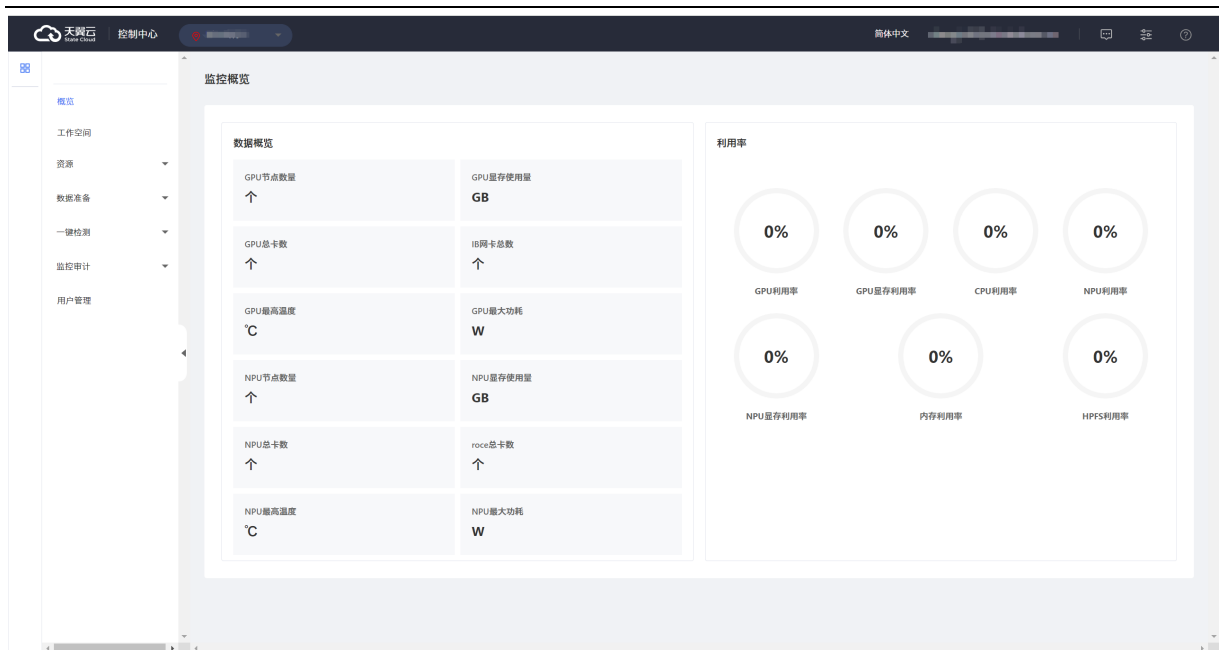 天翼云
State Cloud
控制中心
简体中文
监控概览
概览
工作空间
资源
数据准备
一键检测
监控审计
用户管理
数据概览
GPU节点数量
个
GPU显存使用量
GB
GPU总卡数
个
IB网卡总数
个
GPU最高温度
℃
GPU最大功耗
W
NPU节点数量
个
NPU显存使用量
GB
NPU总卡数
个
roce总卡数
个
NPU最高温度
℃
NPU最大功耗
W
利用率
0%
GPU利用率
0%
GPU显存利用率
0%
CPU利用率
0%
NPU利用率
0%
NPU显存利用率
0%
内存利用率
0%
HPFS利用率